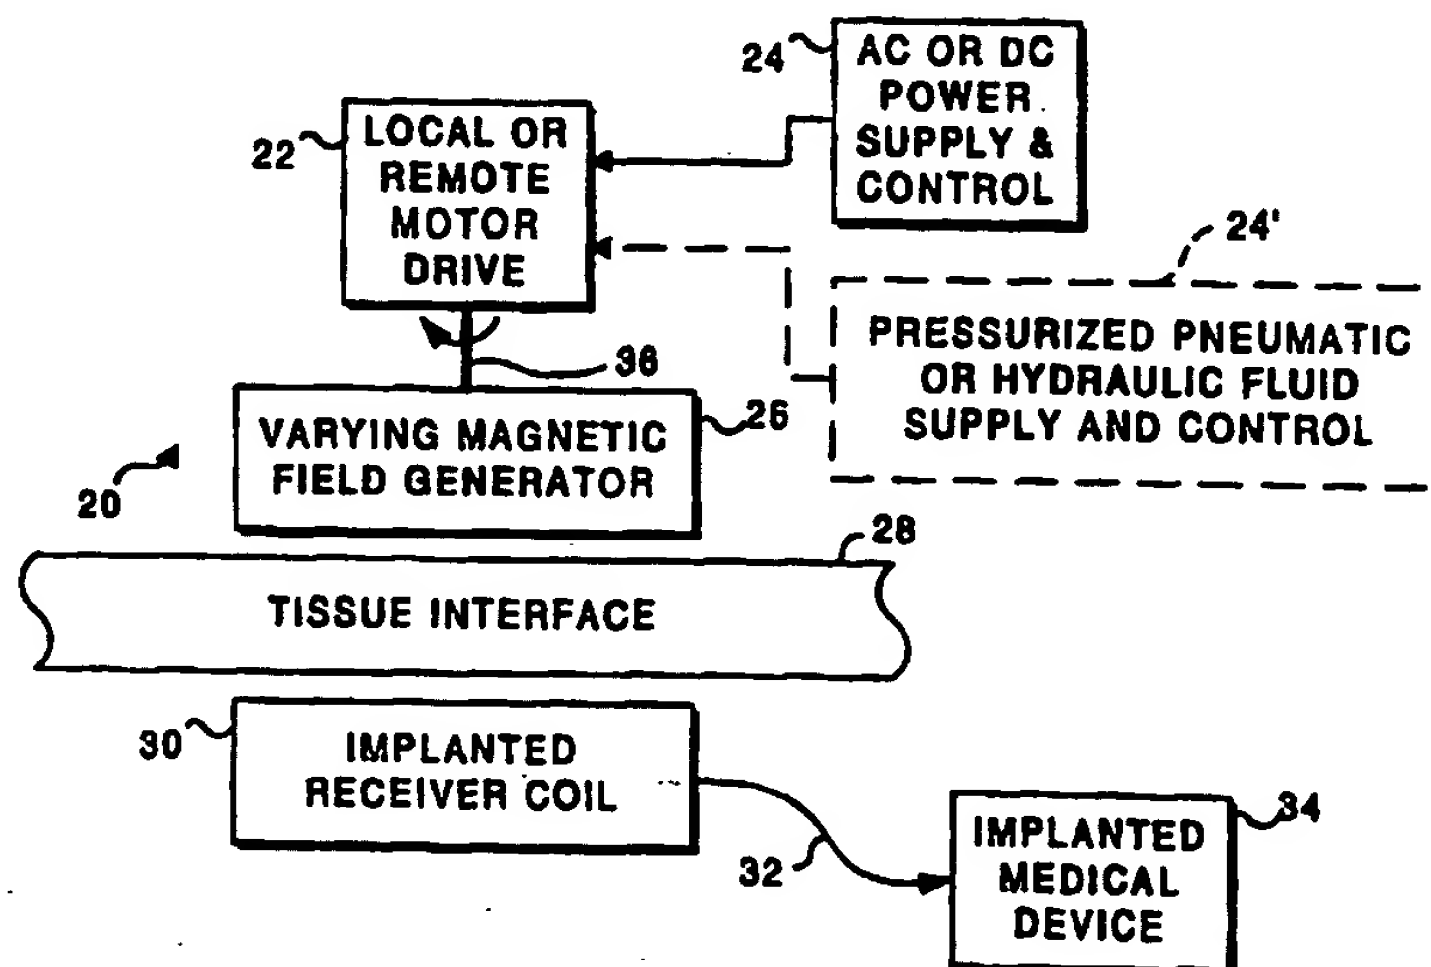 24
AC OR DC
POWER
SUPPLY &
CONTROL
22
LOCAL OR
REMOTE
MOTOR
DRIVE
24'
PRESSURIZED PNEUMATIC
OR HYDRAULIC FLUID
SUPPLY AND CONTROL
36
VARYING MAGNETIC
FIELD GENERATOR
26
20
28
TISSUE INTERFACE
30
IMPLANTED
RECEIVER COIL
32
34
IMPLANTED
MEDICAL
DEVICE